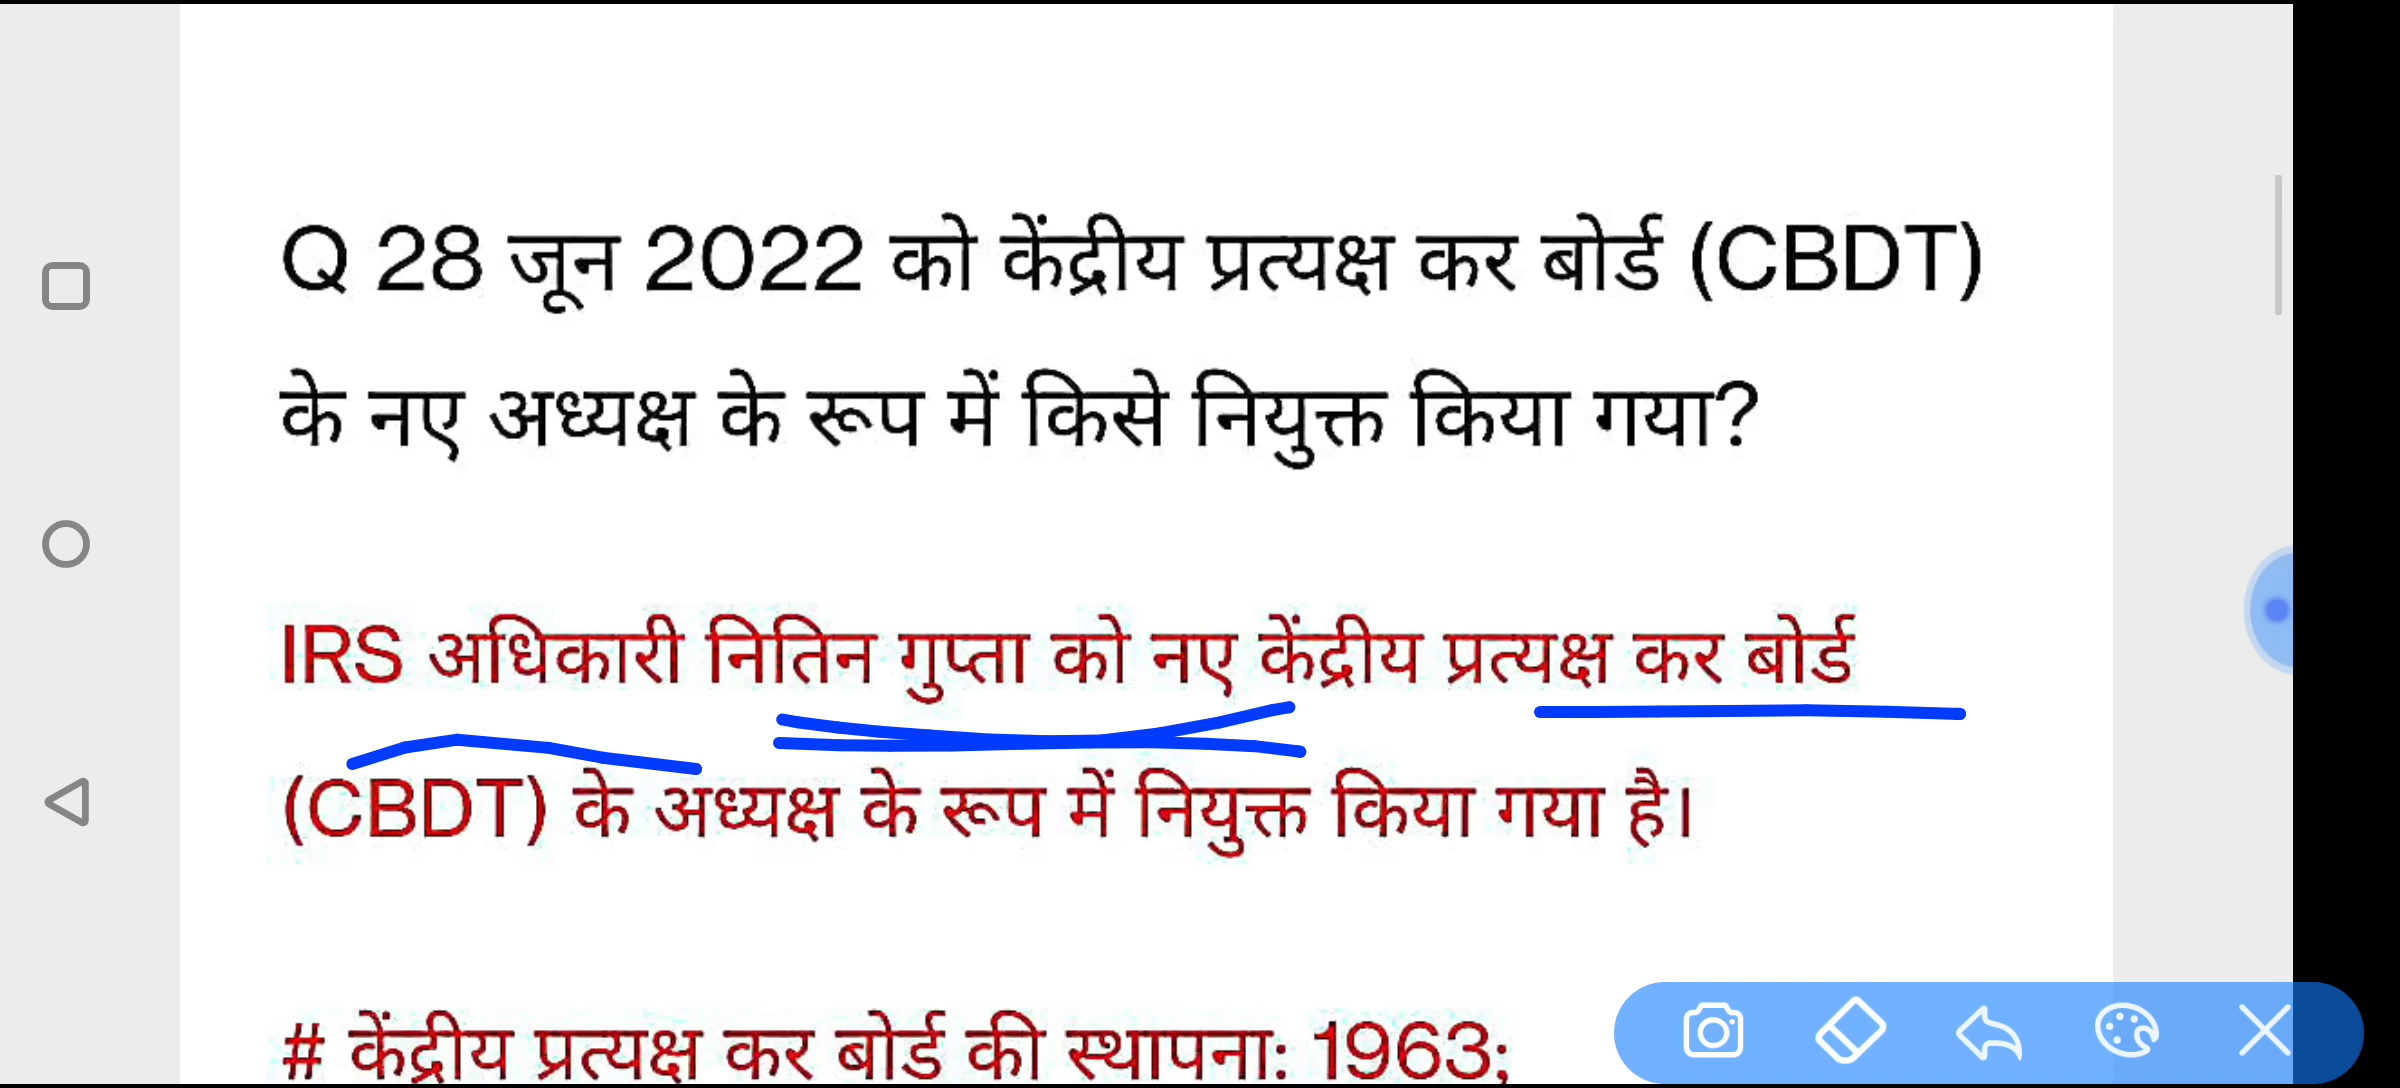 Q 28 जून 2022 को केंद्रीय प्रत्यक्ष कर बोर्ड (CBDT)
के नए अध्यक्ष के रूप में किसे नियुक्त किया गया?
IRS अधिकारी नितिन गुप्ता को नए केंद्रीय प्रत्यक्ष कर बोर्ड
(CBDT) के अध्यक्ष के रूप में नियुक्त किया गया है।
# केंद्रीय प्रत्यक्ष कर बोर्ड की स्थापना: 1963;